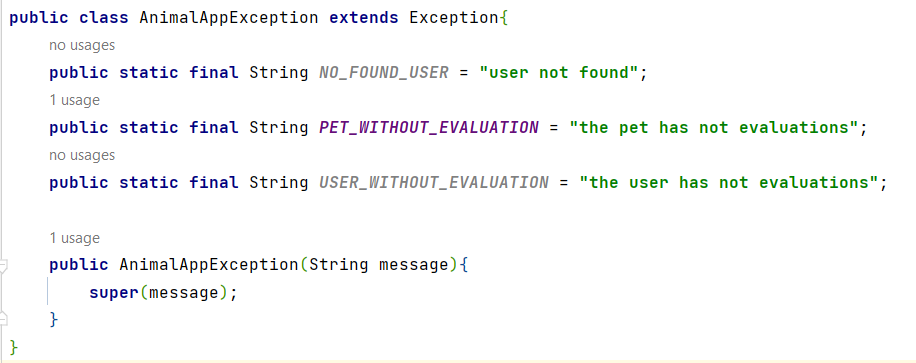 public class AnimalAppException extends Exception{
no usages
public static final String NO_FOUND_USER = "user not found";
1 usage
public static final String PET_WITHOUT_EVALUATION = "the pet has not evaluations";
no usages
public static final String USER_WITHOUT_EVALUATION = "the user has not evaluations";
1 usage
public AnimalAppException(String message){
super(message);
}
}